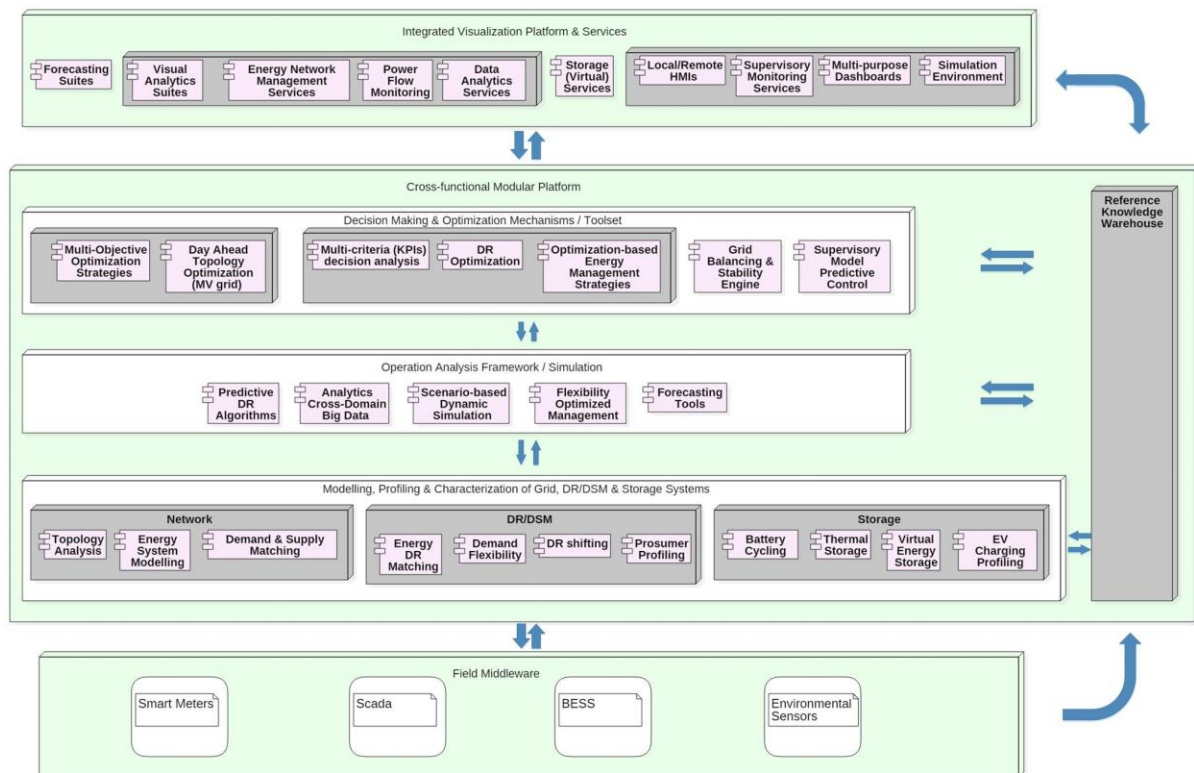 Integrated Visualization Platform & Services
Forecasting
Suites
Visual
Analytics
Suites
Energy Network
Management
Services
Power
Flow
Monitoring
Data
Analytics
Services
Storage
(Virtual)
Services
Local/Remote
HMIs
Supervisory
Monitoring
Services
Multi-purpose
Dashboards
Simulation
Environment
Cross-functional Modular Platform
Reference
Knowledge
Warehouse
Decision Making & Optimization Mechanisms / Toolset
Multi-Objective
Optimization
Strategies
Day Ahead
Topology
Optimization
(MV grid)
Multi-criteria (KPIs)
decision analysis
DR
Optimization
Optimization-based
Energy
Management
Strategies
Grid
Balancing &
Stability
Engine
Supervisory
Model
Predictive
Control
Operation Analysis Framework / Simulation
Predictive
DR
Algorithms
Analytics
Cross-Domain
Big Data
Scenario-based
Dynamic
Simulation
Flexibility
Optimized
Management
Forecasting
Tools
Modelling, Profiling & Characterization of Grid, DR/DSM & Storage Systems
Network
Topology
Analysis
Energy
System
Modelling
Demand & Supply
Matching
DR/DSM
Energy
DR
Matching
Demand
Flexibility
DR shifting
Prosumer
Profiling
Storage
Battery
Cycling
Thermal
Storage
Virtual
Energy
Storage
EV
Charging
Profiling
Field Middleware
Smart Meters
Scada
BESS
Environmental
Sensors